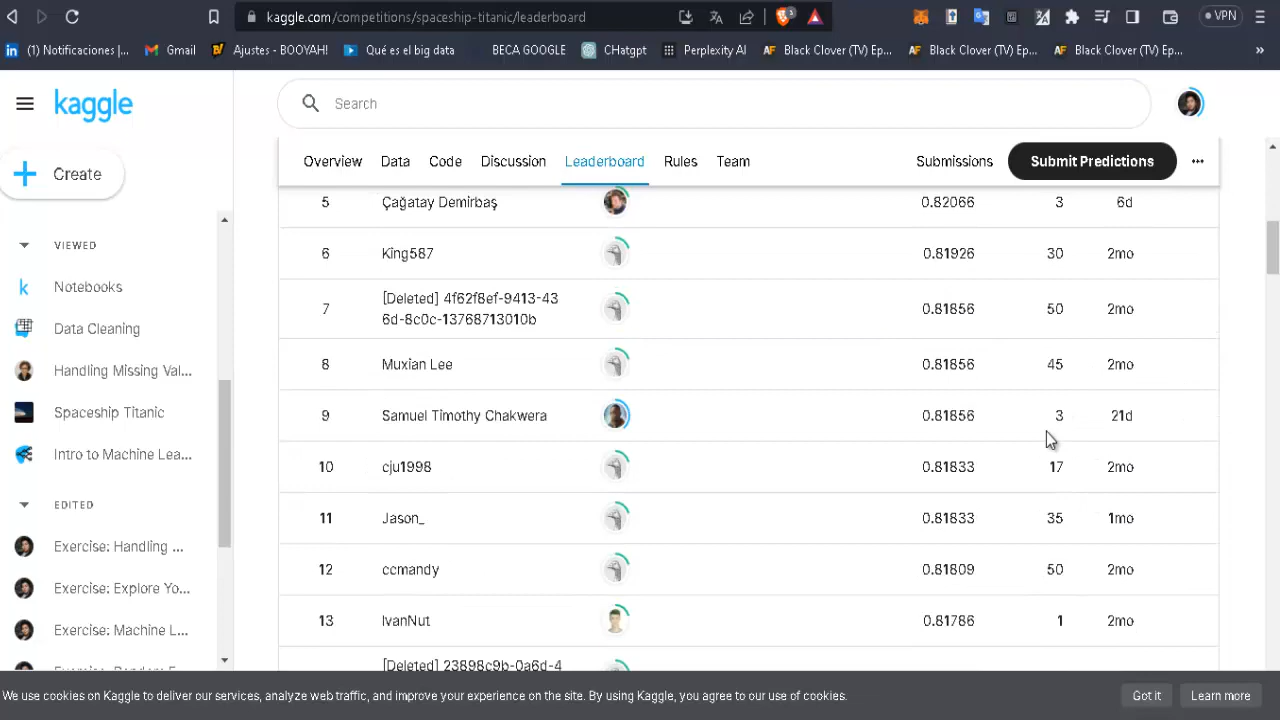 kaggle.com/competitions/spaceship-titanic/leaderboard
VPN
(1) Notificaciones |...
Gmail
Ajustes - BOOYAH!
Qué es el big data
BECA GOOGLE
CHatgpt
Perplexity AI
Black Clover (TV) Ep...
Black Clover (TV) Ep...
Black Clover (TV) Ep...
kaggle
Search
Create
Overview
Data
Code
Discussion
Leaderboard
Rules
Team
Submissions
Submit Predictions
VIEWED
Notebooks
Data Cleaning
Handling Missing Val...
Spaceship Titanic
Intro to Machine Lea...
EDITED
Exercise: Handling ...
Exercise: Explore Yo...
Exercise: Machine L...
5 Çağatay Demirbaş 0.82066 3 6d
6 King587 0.81926 30 2mo
7 [Deleted] 4f62f8ef-9413-43
6d-8c0c-13768713010b 0.81856 50 2mo
8 Muxian Lee 0.81856 45 2mo
9 Samuel Timothy Chakwera 0.81856 3 21d
10 cju1998 0.81833 17 2mo
11 Jason_ 0.81833 35 1mo
12 ccmandy 0.81809 50 2mo
13 IvanNut 0.81786 1 2mo
[Deleted] 23898c9b-0a6d-4
We use cookies on Kaggle to deliver our services, analyze web traffic, and improve your experience on the site. By using Kaggle, you agree to our use of cookies.
Got it
Learn more